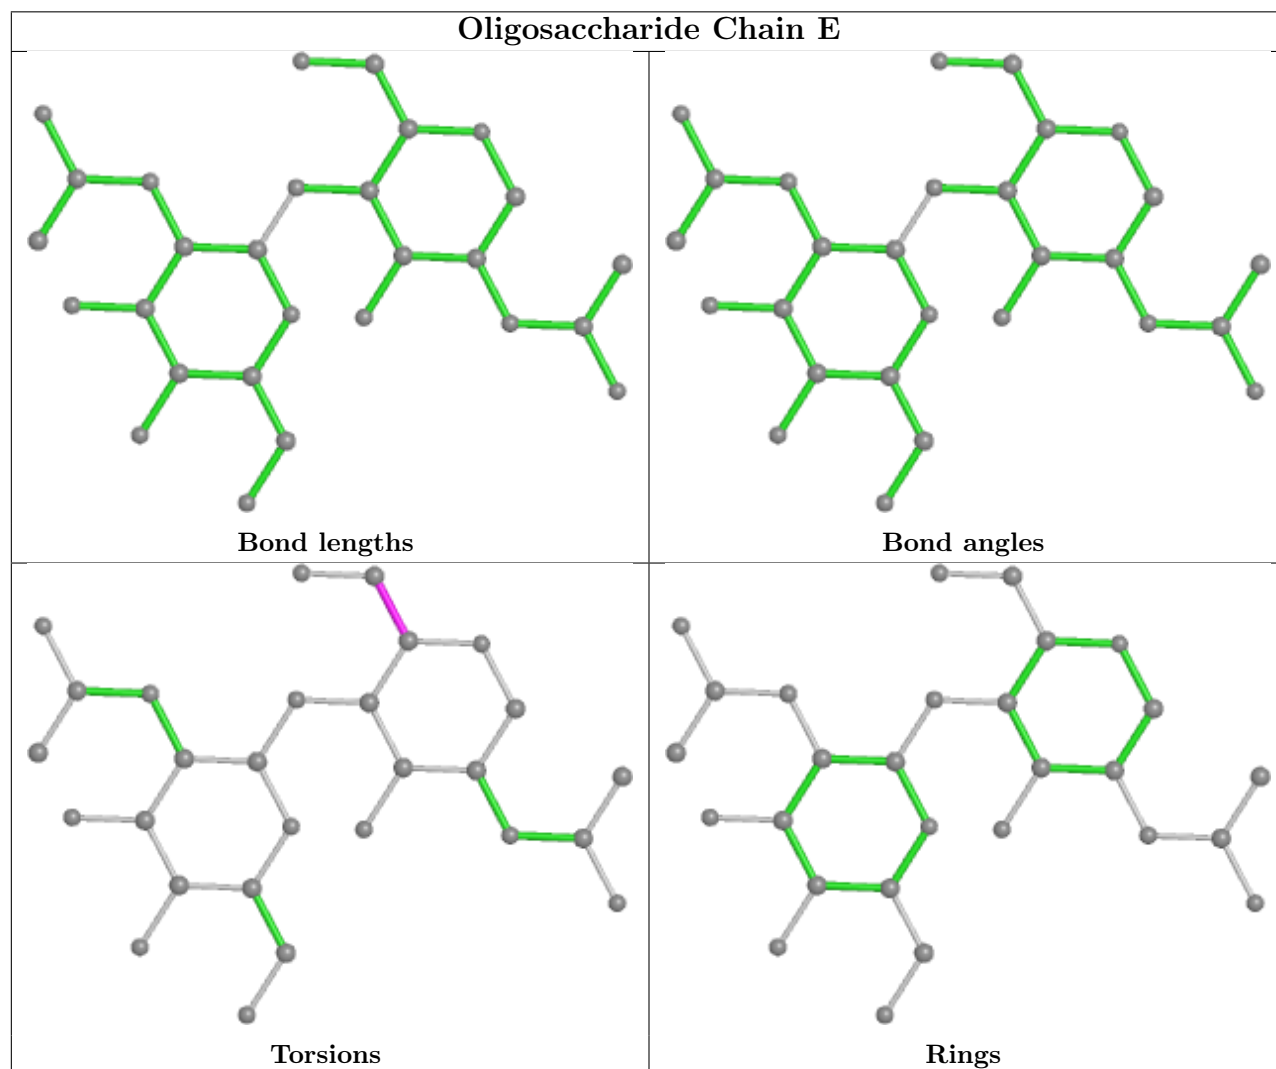 Oligosaccharide Chain E
Bond lengths
Bond angles
Torsions
Rings